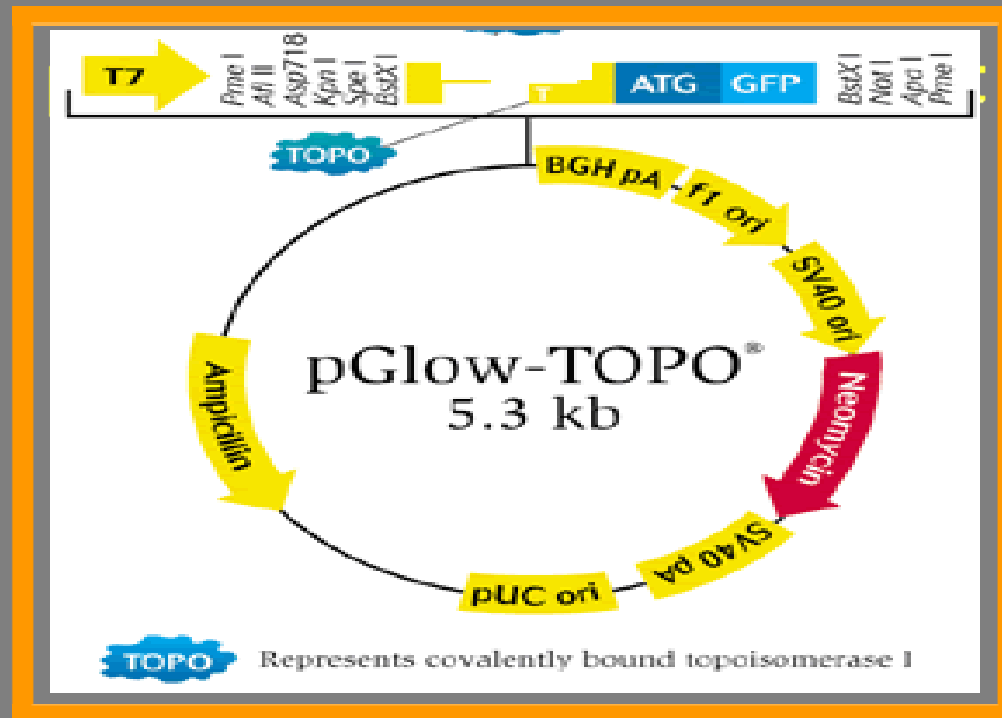 T7
Pme I
Afl II
Asp718
Kpn I
Spe I
BstX I
T
ATG
GFP
BstX I
Not I
Apa I
Pme I
TOPO
BGH pA
f1 ori
SV40 ori
Neomycin
SV40 pA
pUC ori
Ampicillin
pGlow-TOPO®
5.3 kb
TOPO Represents covalently bound topoisomerase I